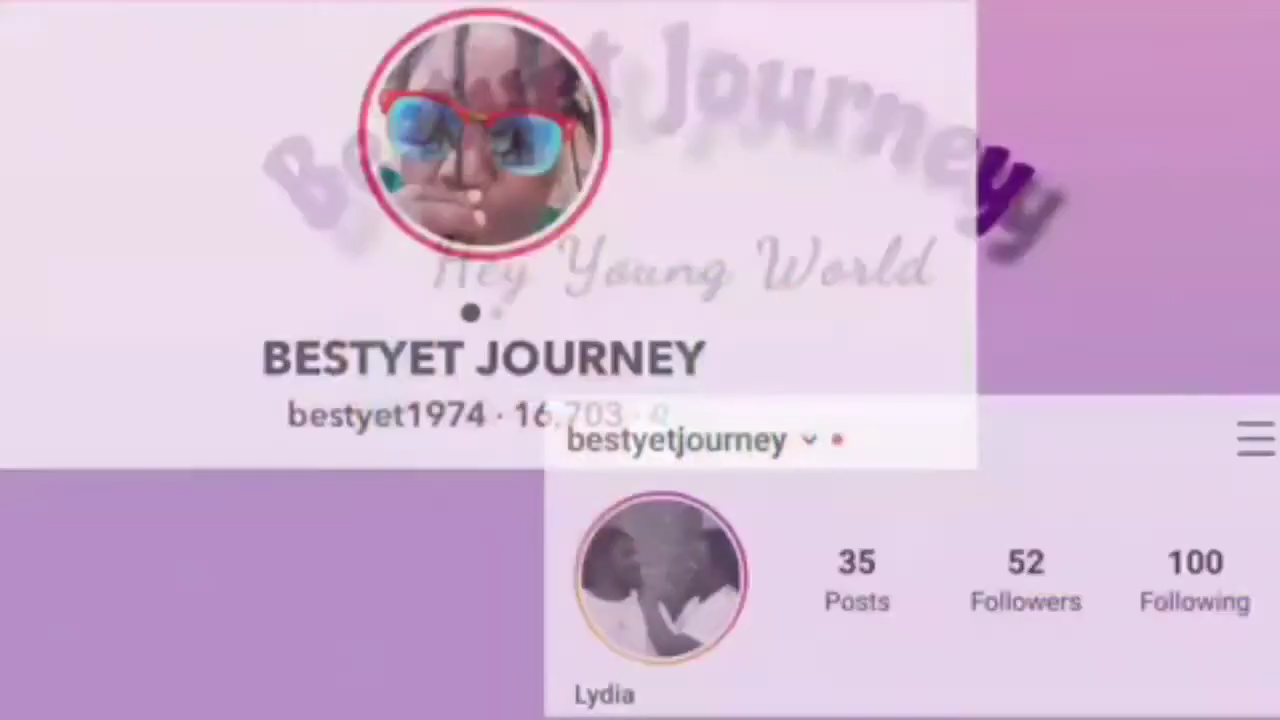 Bestyet Journey
Hey Young World
BESTYET JOURNEY
bestyet1974 · 16,703 ·
bestyetjourney
35 52 100
Posts Followers Following
Lydia